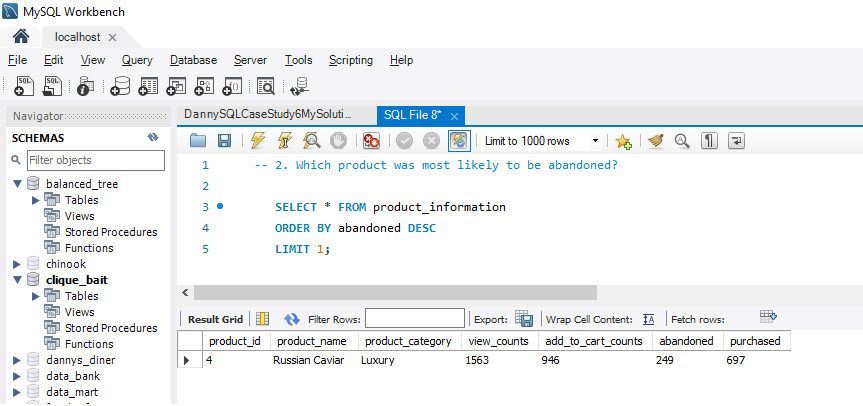 MySQL Workbench
localhost
File Edit View Query Database Server Tools Scripting Help
SQL SQL
Navigator
SCHEMAS
Filter objects
balanced_tree
Tables
Views
Stored Procedures
Functions
chinook
clique_bait
Tables
Views
Stored Procedures
Functions
dannys_diner
data_bank
data_mart
DannySQLCaseStudy6MySoluti... SQL File 8*
Limit to 1000 rows
1 -- 2. Which product was most likely to be abandoned?
2
3 SELECT * FROM product_information
4 ORDER BY abandoned DESC
5 LIMIT 1;
Result Grid Filter Rows: Export: Wrap Cell Content: Fetch rows:
product_id product_name product_category view_counts add_to_cart_counts abandoned purchased
4 Russian Caviar Luxury 1563 946 249 697